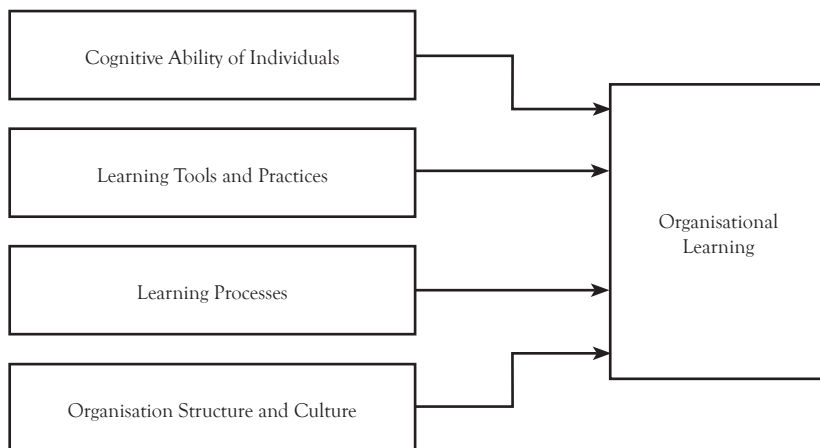 Cognitive Ability of Individuals
Learning Tools and Practices
Learning Processes
Organisation Structure and Culture
Organisational
Learning